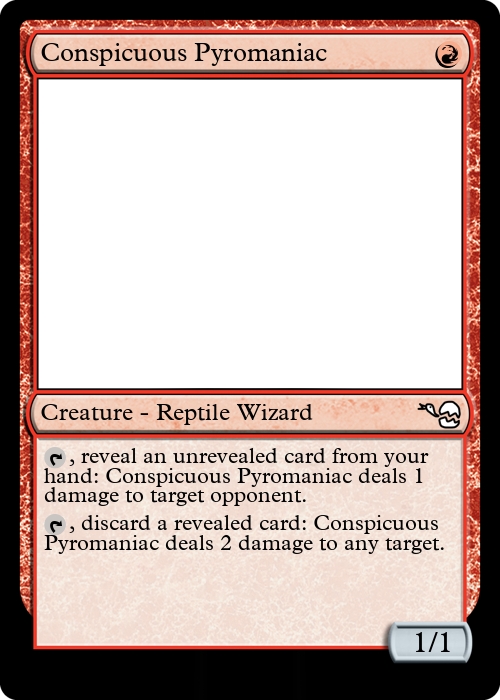 Conspicuous Pyromaniac
Creature - Reptile Wizard
, reveal an unrevealed card from your
hand: Conspicuous Pyromaniac deals 1
damage to target opponent.
, discard a revealed card: Conspicuous
Pyromaniac deals 2 damage to any target.
1/1